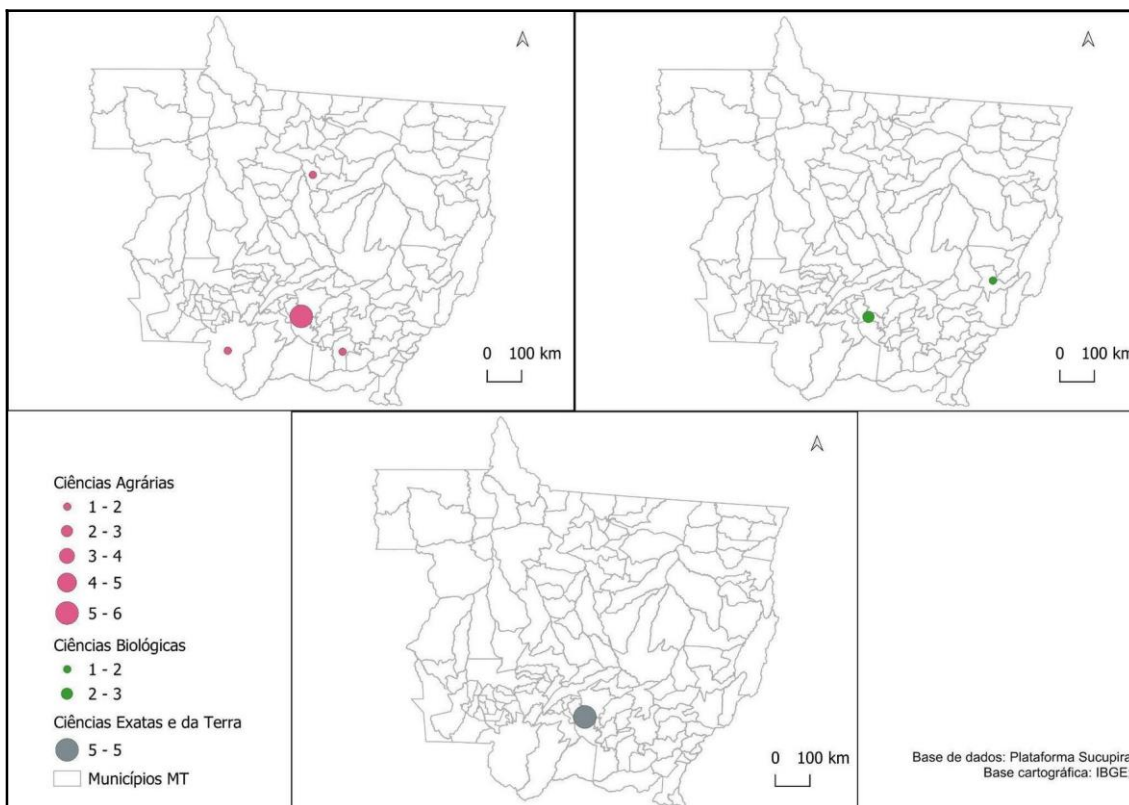 0 100 km
0 100 km
Ciências Agrárias
1 - 2
2 - 3
3 - 4
4 - 5
5 - 6
Ciências Biológicas
1 - 2
2 - 3
Ciências Exatas e da Terra
5 - 5
Municípios MT
0 100 km
Base de dados: Plataforma Sucupira
Base cartográfica: IBGE;